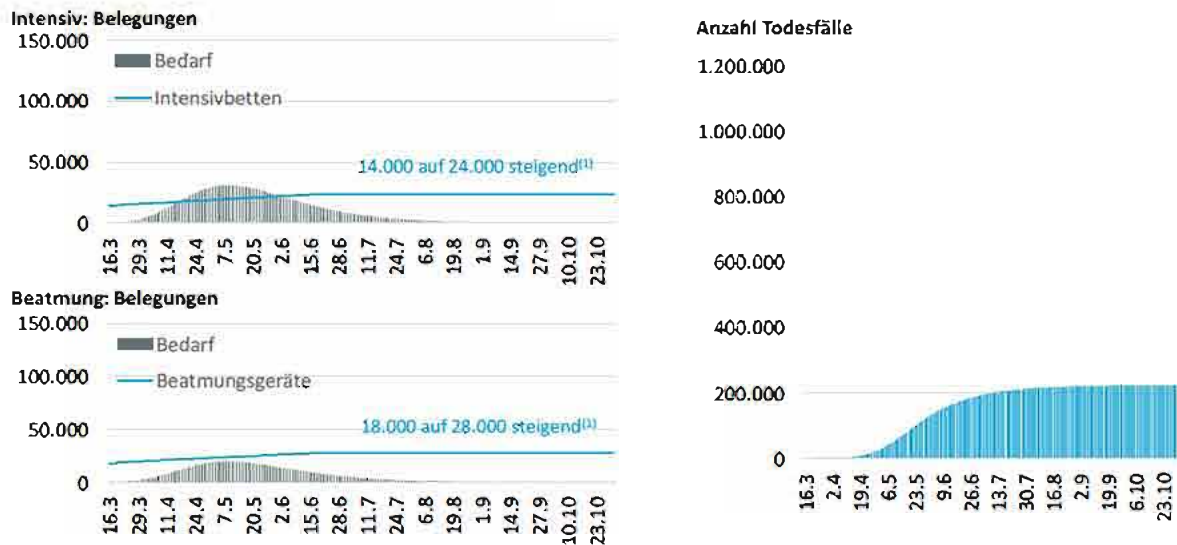 Intensiv: Belegungen
150.000
Bedarf
100.000
Intensivbetten
50.000
14.000 auf 24.000 steigend(1)
0
16.3 29.3 11.4 24.4 7.5 20.5 2.6 15.6 28.6 11.7 24.7 6.8 19.8 1.9 14.9 27.9 10.10 23.10
Beatmung: Belegungen
150.000
Bedarf
100.000
Beatmungsgeräte
50.000
18.000 auf 28.000 steigend(1)
0
16.3 29.3 11.4 24.4 7.5 20.5 2.6 15.6 28.6 11.7 24.7 6.8 19.8 1.9 14.9 27.9 10.10 23.10
Anzahl Todesfälle
1.200.000
1.000.000
800.000
600.000
400.000
200.000
0
16.3 2.4 19.4 6.5 23.5 9.6 26.6 13.7 30.7 16.8 2.9 19.9 6.10 23.10